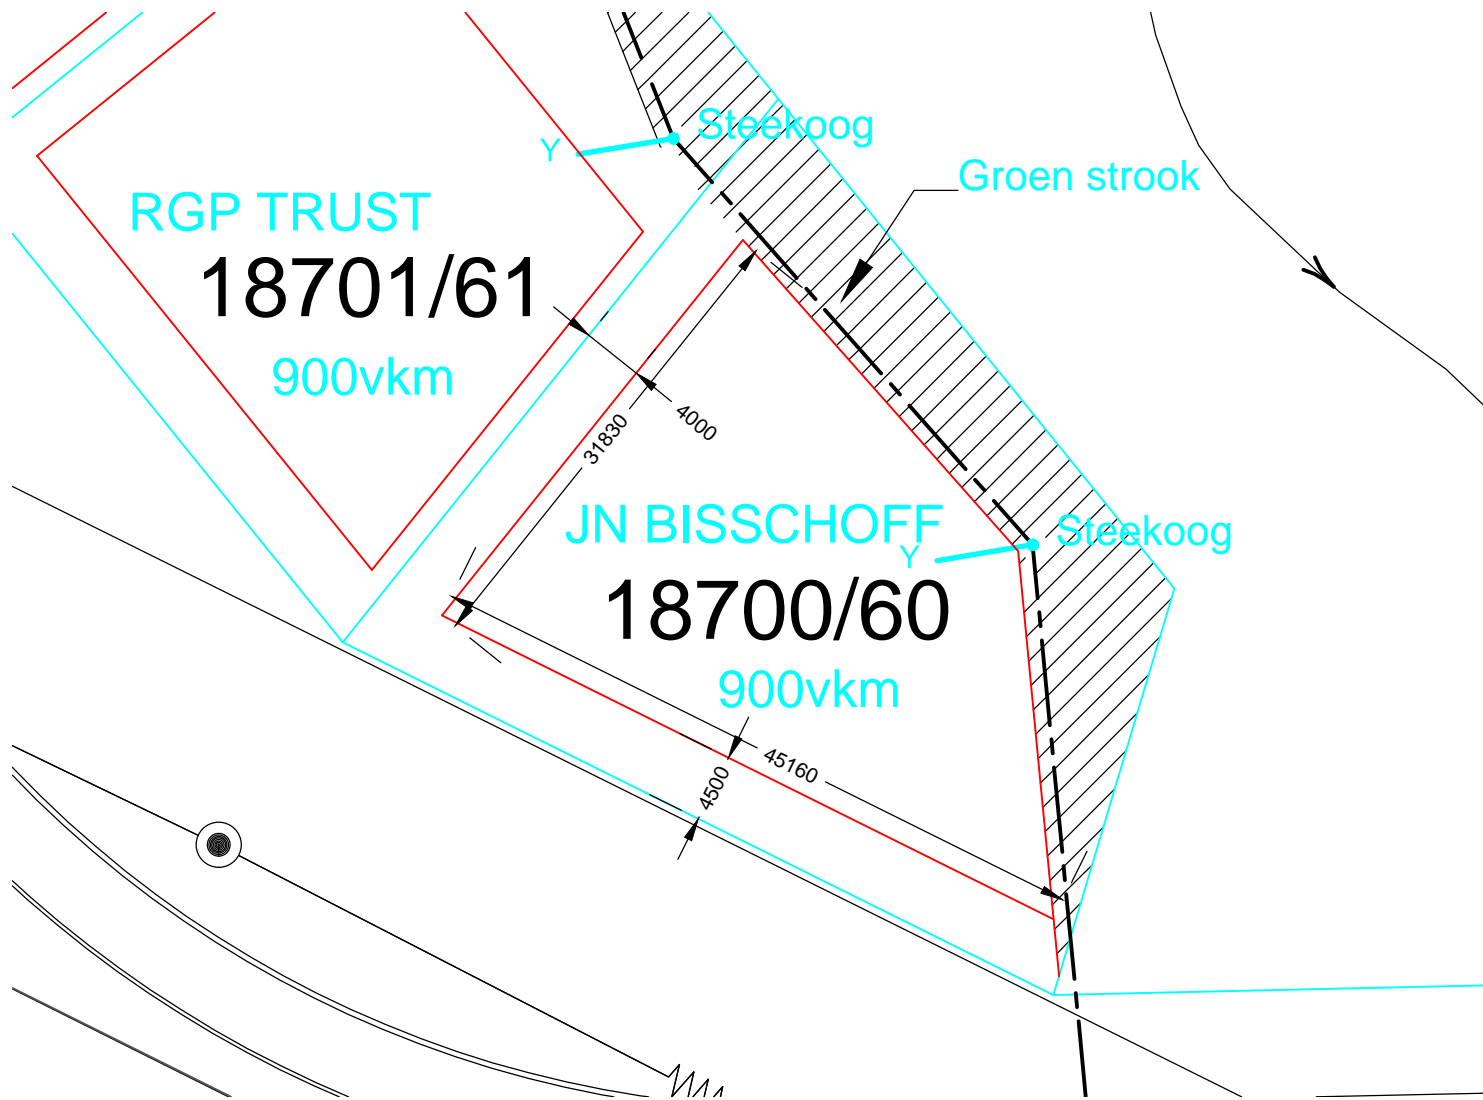 Steekoog
Y
Groen strook
RGP TRUST
18701/61
900vkm
4000
31830
JN BISSCHOFF
Steekoog
Y
18700/60
900vkm
45160
4500